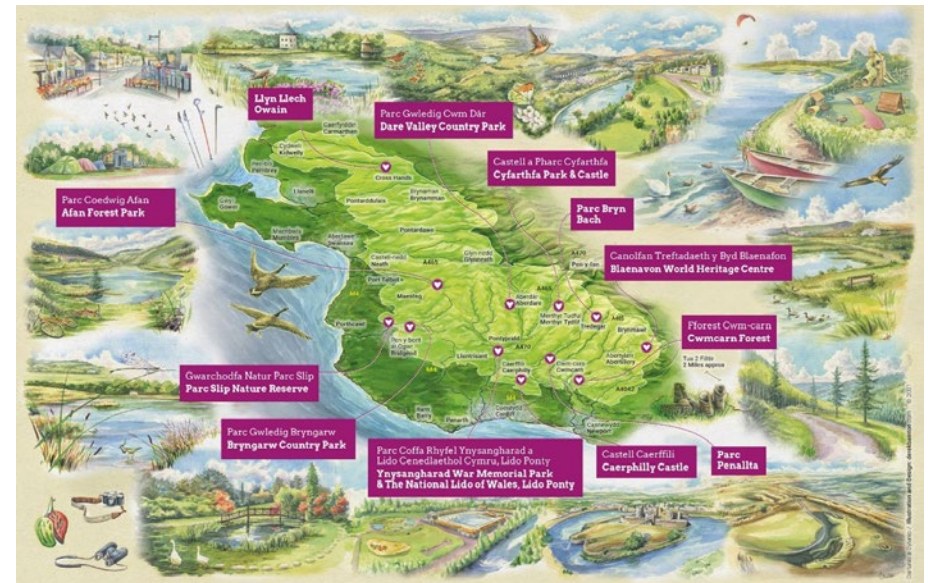 Llyn Llech
Owain
Parc Gwledig Cwm Dâr
Dare Valley Country Park
Castell a Pharc Cyfarthfa
Cyfarthfa Park & Castle
Parc Coedwig Afan
Afan Forest Park
Parc Bryn
Bach
Canolfan Treftadaeth y Byd Blaenafon
Blaenavon World Heritage Centre
Fforest Cwm-carn
Cwmcarn Forest
Gwarchodfa Natur Parc Slip
Parc Slip Nature Reserve
Parc Gwledig Bryngarw
Bryngarw Country Park
Parc Coffa Rhyfel Ynysangharad a
Lido Cenedlaethol Cymru, Lido Ponty
Ynysangharad War Memorial Park
& The National Lido of Wales, Lido Ponty
Castell Caerffili
Caerphilly Castle
Parc
Penallta
Caerfyrddin
Carmarthen
Cydweli
Kidwelly
Cross Hands
Llanelli
Pontarddulais
Brynaman
Brynamman
Pontardawe
Abertawe
Swansea
Castell-nedd
Neath
A465
Port Talbot
Maesteg
M4
Porthcawl
Pen-y-bont
ar Ogwr
Bridgend
Aberdâr
Aberdare
A470
Pen y Fan
A465
Merthyr Tudful
Merthyr Tydfil
Tredegar
A465
Brynmawr
Pontypridd
A470
Llantrisant
Caerffili
Caerphilly
Cwm-carn
Cwmcarn
Abertyleri
Abertillery
A4042
M4
M4
Barri
Barry
Penarth
Caerdydd
Cardiff
Casnewydd
Newport
2 Miles approx